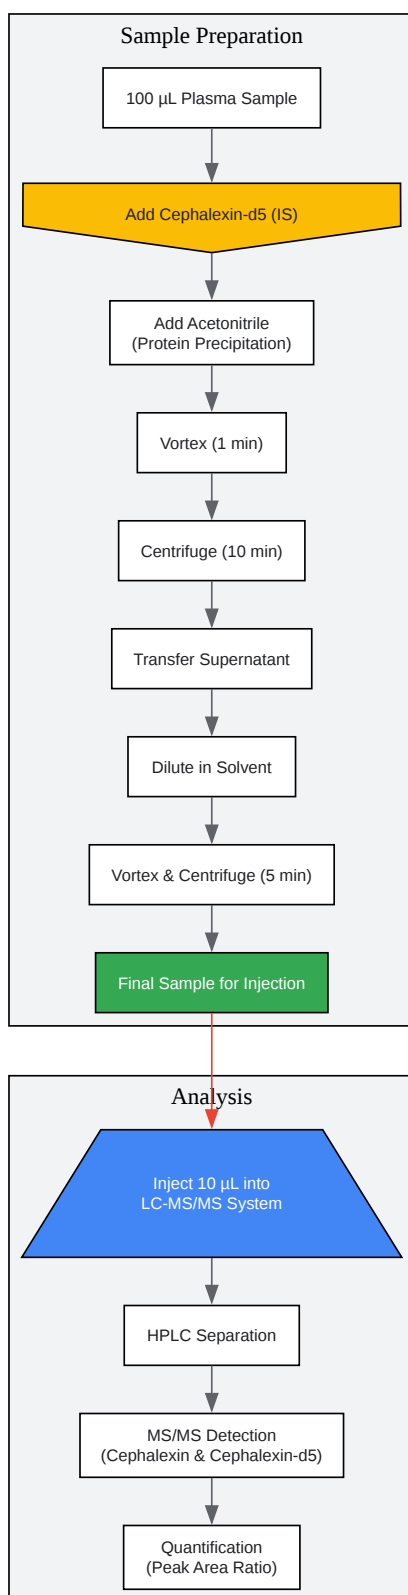 Sample Preparation
100 µL Plasma Sample
Add Cephalexin-d5 (IS)
Add Acetonitrile
(Protein Precipitation)
Vortex (1 min)
Centrifuge (10 min)
Transfer Supernatant
Dilute in Solvent
Vortex & Centrifuge (5 min)
Final Sample for Injection
Analysis
Inject 10 µL into
LC-MS/MS System
HPLC Separation
MS/MS Detection
(Cephalexin & Cephalexin-d5)
Quantification
(Peak Area Ratio)